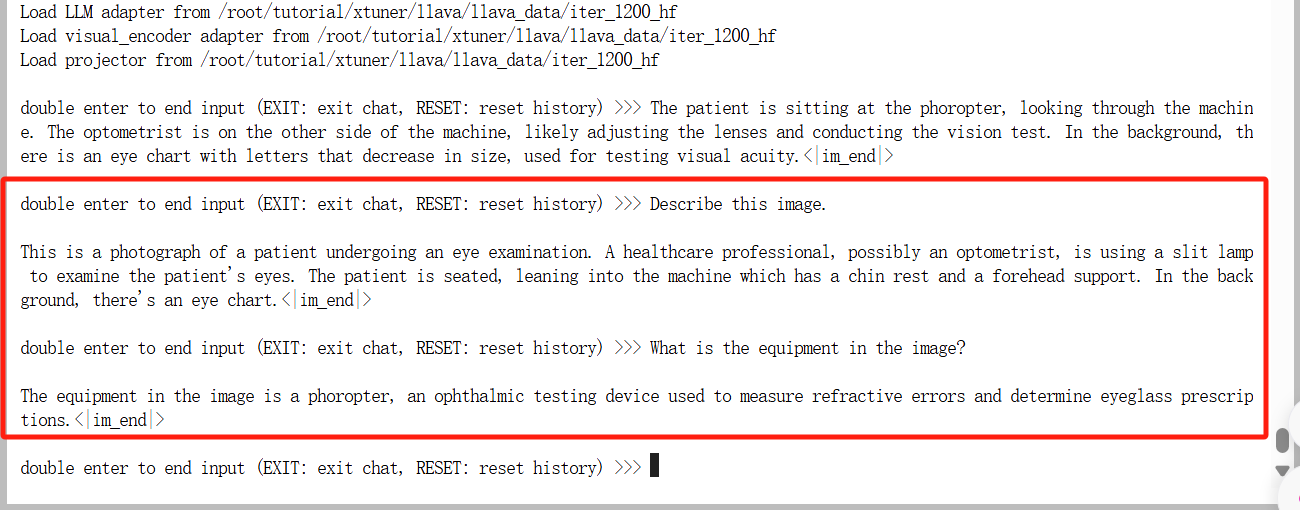 Load LLM adapter from /root/tutorial/xtuner/llava/llava_data/iter_1200_hf
Load visual_encoder adapter from /root/tutorial/xtuner/llava/llava_data/iter_1200_hf
Load projector from /root/tutorial/xtuner/llava/llava_data/iter_1200_hf
double enter to end input (EXIT: exit chat, RESET: reset history) >>> The patient is sitting at the phoropter, looking through the machin
e. The optometrist is on the other side of the machine, likely adjusting the lenses and conducting the vision test. In the background, th
ere is an eye chart with letters that decrease in size, used for testing visual acuity.<|im_end|>
double enter to end input (EXIT: exit chat, RESET: reset history) >>> Describe this image.
This is a photograph of a patient undergoing an eye examination. A healthcare professional, possibly an optometrist, is using a slit lamp
to examine the patient's eyes. The patient is seated, leaning into the machine which has a chin rest and a forehead support. In the back
ground, there's an eye chart.<|im_end|>
double enter to end input (EXIT: exit chat, RESET: reset history) >>> What is the equipment in the image?
The equipment in the image is a phoropter, an ophthalmic testing device used to measure refractive errors and determine eyeglass prescrip
tions.<|im_end|>
double enter to end input (EXIT: exit chat, RESET: reset history) >>>